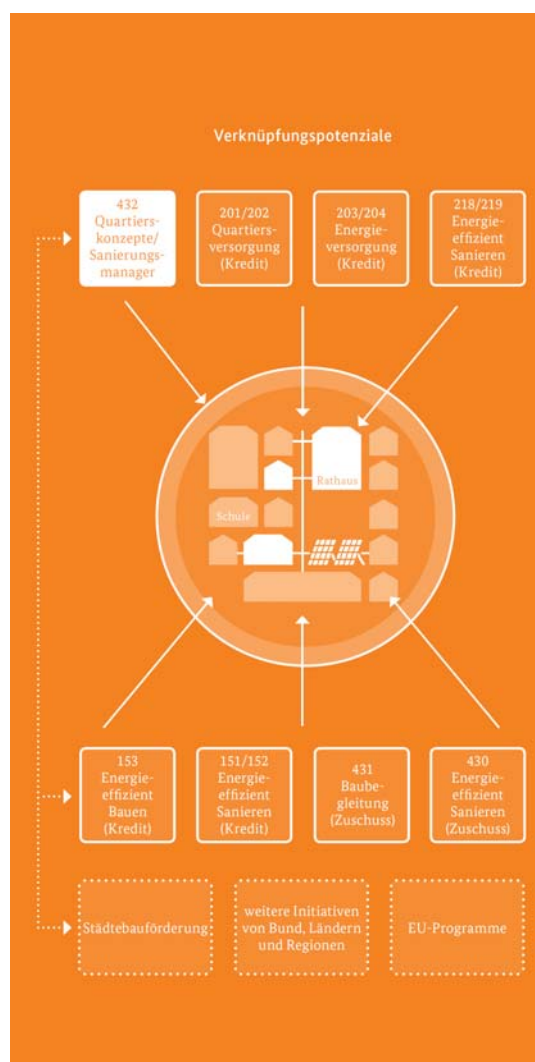 Verknüpfungspotenziale
432
Quartiers-
konzepte/
Sanierungs-
manager
201/202
Quartiers-
versorgung
(Kredit)
203/204
Energie-
versorgung
(Kredit)
218/219
Energie-
effizient
Sanieren
(Kredit)
Rathaus
Schule
153
Energie-
effizient
Bauen
(Kredit)
151/152
Energie-
effizient
Sanieren
(Kredit)
431
Baube-
gleitung
(Zuschuss)
430
Energie-
effizient
Sanieren
(Zuschuss)
Städtebauförderung
weitere Initiativen
von Bund, Ländern
und Regionen
EU-Programme